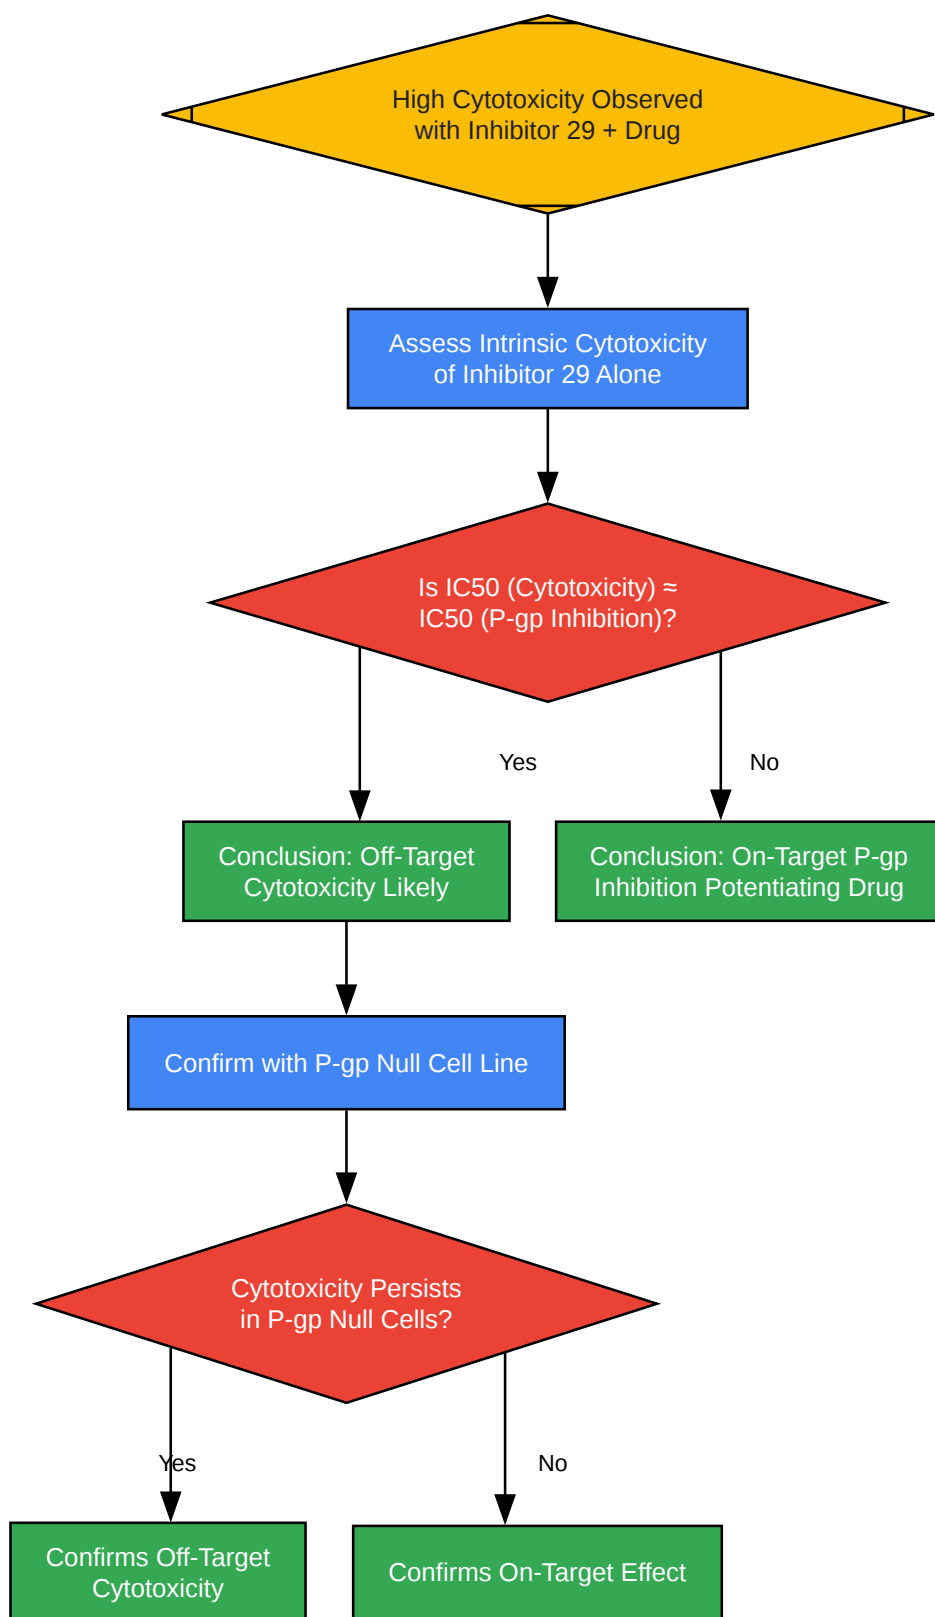 High Cytotoxicity Observed
with Inhibitor 29 + Drug
Assess Intrinsic Cytotoxicity
of Inhibitor 29 Alone
Is IC50 (Cytotoxicity) ≈
IC50 (P-gp Inhibition)?
Yes
No
Conclusion: Off-Target
Cytotoxicity Likely
Conclusion: On-Target P-gp
Inhibition Potentiating Drug
Confirm with P-gp Null Cell Line
Cytotoxicity Persists
in P-gp Null Cells?
Yes
No
Confirms Off-Target
Cytotoxicity
Confirms On-Target Effect